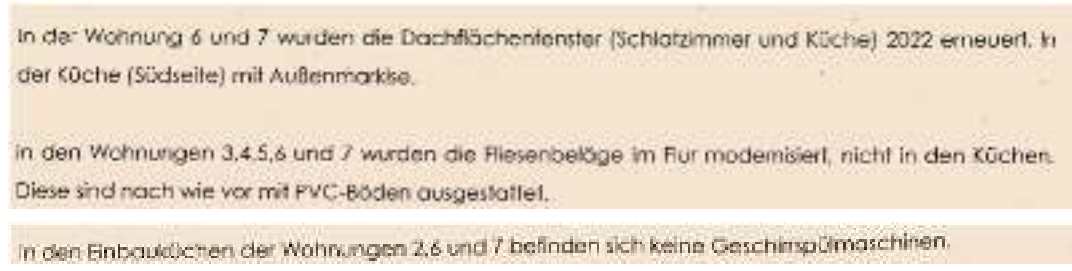 In der Wohnung 6 und 7 wurden die Dachflächenfenster (Schlafzimmer und Küche) 2022 erneuert. In
der Küche (Südseite) mit Außenmarkise.
In den Wohnungen 3,4,5,6 und 7 wurden die Fliesenbeläge im Flur modernisiert, nicht in den Küchen.
Diese sind nach wie vor mit PVC-Böden ausgestattet.
In den Einbauküchen der Wohnungen 2,6 und 7 befinden sich keine Geschirrspülmaschinen.